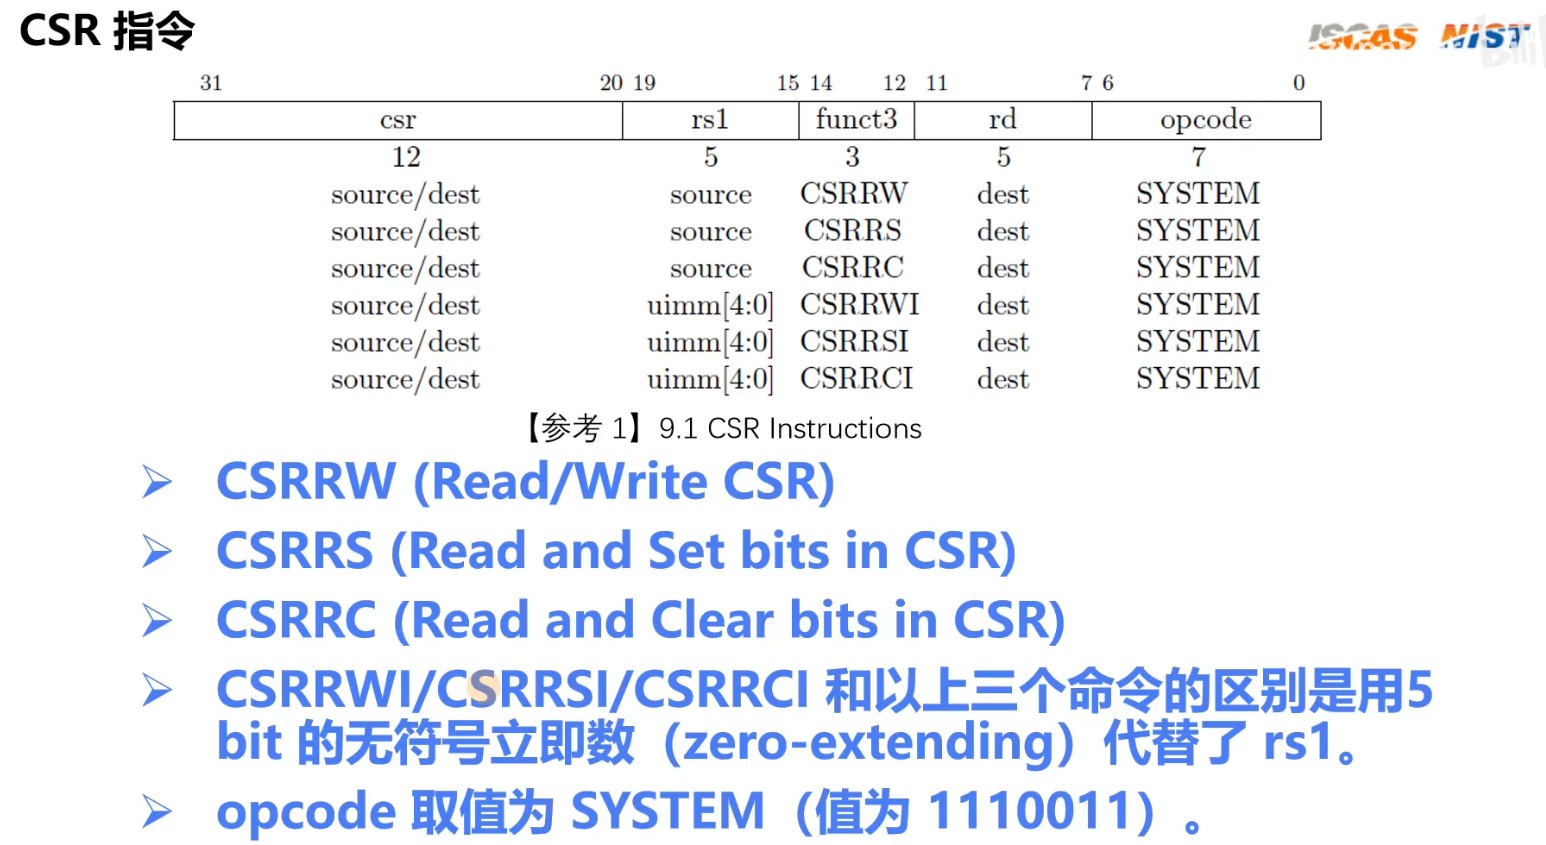 CSR 指令
ISCAS NIST
31 20 19 15 14 12 11 7 6 0
csr rs1 funct3 rd opcode
12 5 3 5 7
source/dest source CSRRW dest SYSTEM
source/dest source CSRRS dest SYSTEM
source/dest source CSRRC dest SYSTEM
source/dest uimm[4:0] CSRRWI dest SYSTEM
source/dest uimm[4:0] CSRRSI dest SYSTEM
source/dest uimm[4:0] CSRRCI dest SYSTEM
【参考 1】9.1 CSR Instructions
➢ CSRRW (Read/Write CSR)
➢ CSRRS (Read and Set bits in CSR)
➢ CSRRC (Read and Clear bits in CSR)
➢ CSRRWI/CSRRSI/CSRRCI 和以上三个命令的区别是用5
bit 的无符号立即数（zero-extending）代替了 rs1。
➢ opcode 取值为 SYSTEM（值为 1110011）。